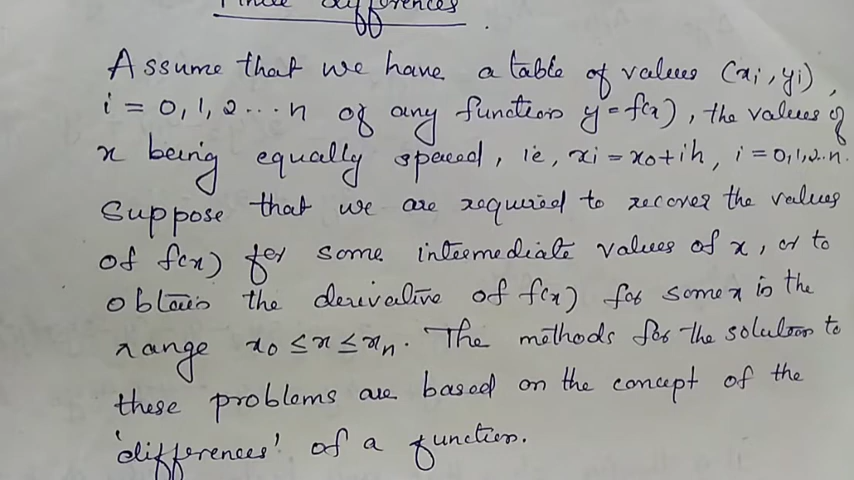 Finite differences.
Assume that we have a table of values (xi, yi),
i = 0, 1, 2 ... n of any function y = f(x), the values of
x being equally spaced, ie, xi = x0 + ih, i = 0,1,2..n.
Suppose that we are required to recover the values
of f(x) for some intermediate values of x, or to
obtain the derivative of f(x) for some x in the
range x0 ≤ x ≤ xn. The methods for the solution to
these problems are based on the concept of the
'differences' of a function.